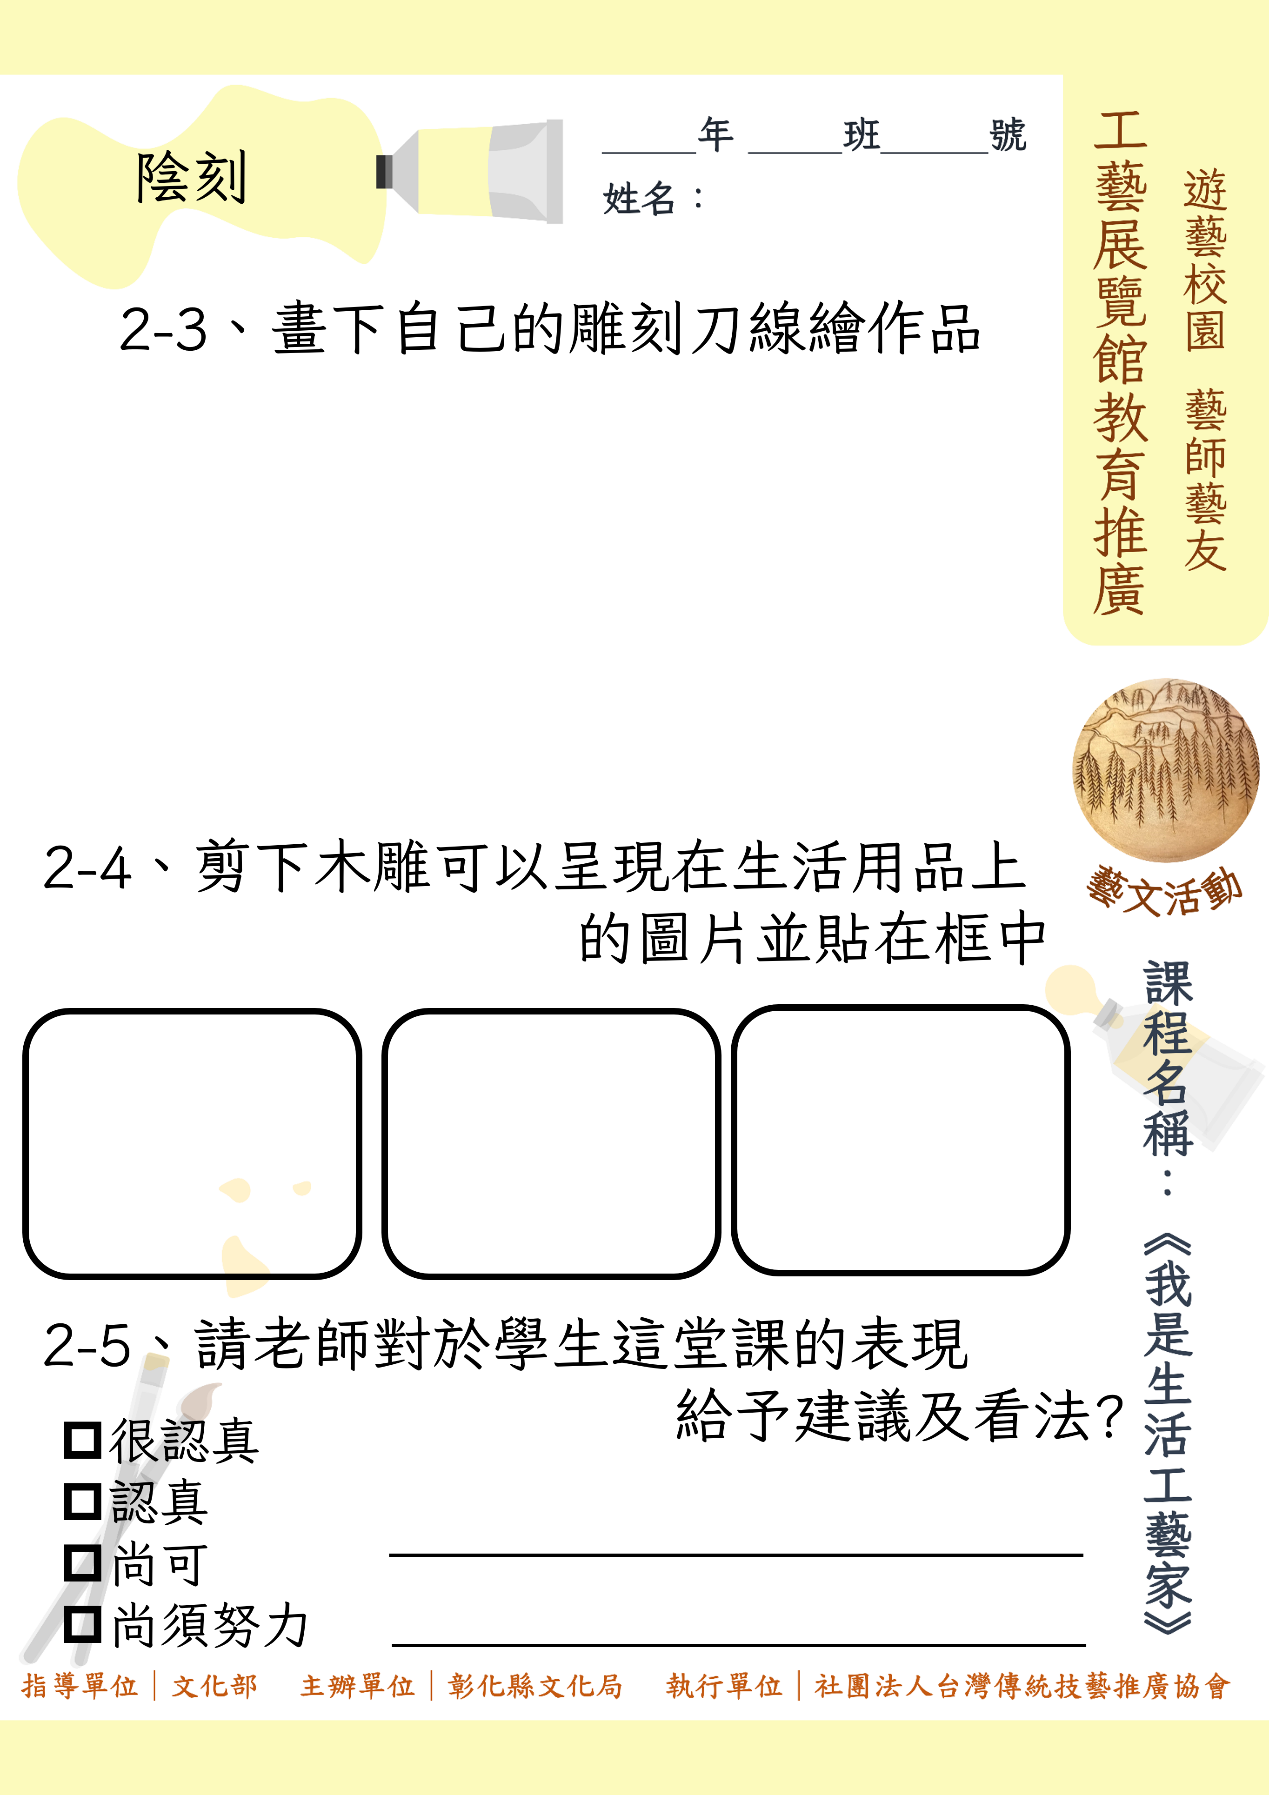 陰刻
_____年 _____班______號
姓名：
2-3、畫下自己的雕刻刀線繪作品
2-4、剪下木雕可以呈現在生活用品上
的圖片並貼在框中
2-5、請老師對於學生這堂課的表現
給予建議及看法?
很認真
認真
尚可
尚須努力
遊藝校園 藝師藝友
工藝展覽館教育推廣
藝文活動
課程名稱：《我是生活工藝家》
指導單位｜文化部 主辦單位｜彰化縣文化局 執行單位｜社團法人台灣傳統技藝推廣協會